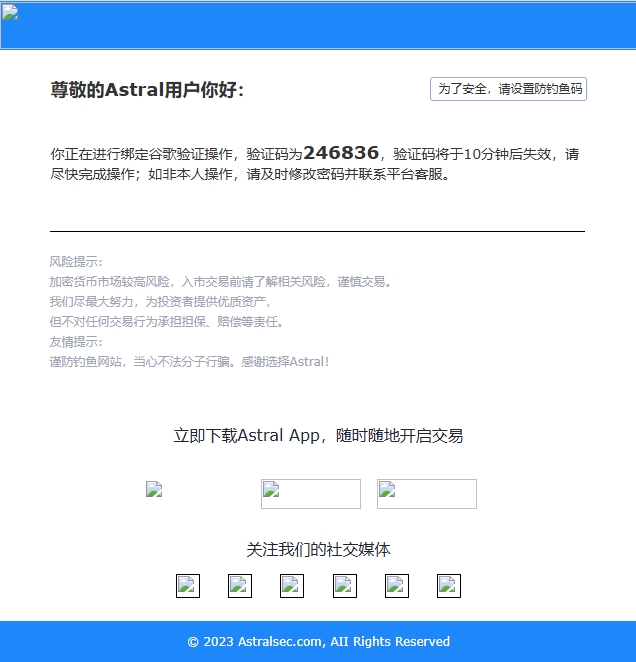 尊敬的Astral用户你好：
为了安全，请设置防钓鱼码
你正在进行绑定谷歌验证操作，验证码为246836，验证码将于10分钟后失效，请
尽快完成操作；如非本人操作，请及时修改密码并联系平台客服。
风险提示：
加密货币市场较高风险，入市交易前请了解相关风险，谨慎交易。
我们尽最大努力，为投资者提供优质资产，
但不对任何交易行为承担担保、赔偿等责任。
友情提示：
谨防钓鱼网站，当心不法分子行骗。感谢选择Astral！
立即下载Astral App，随时随地开启交易
关注我们的社交媒体
© 2023 Astralsec.com, AII Rights Reserved